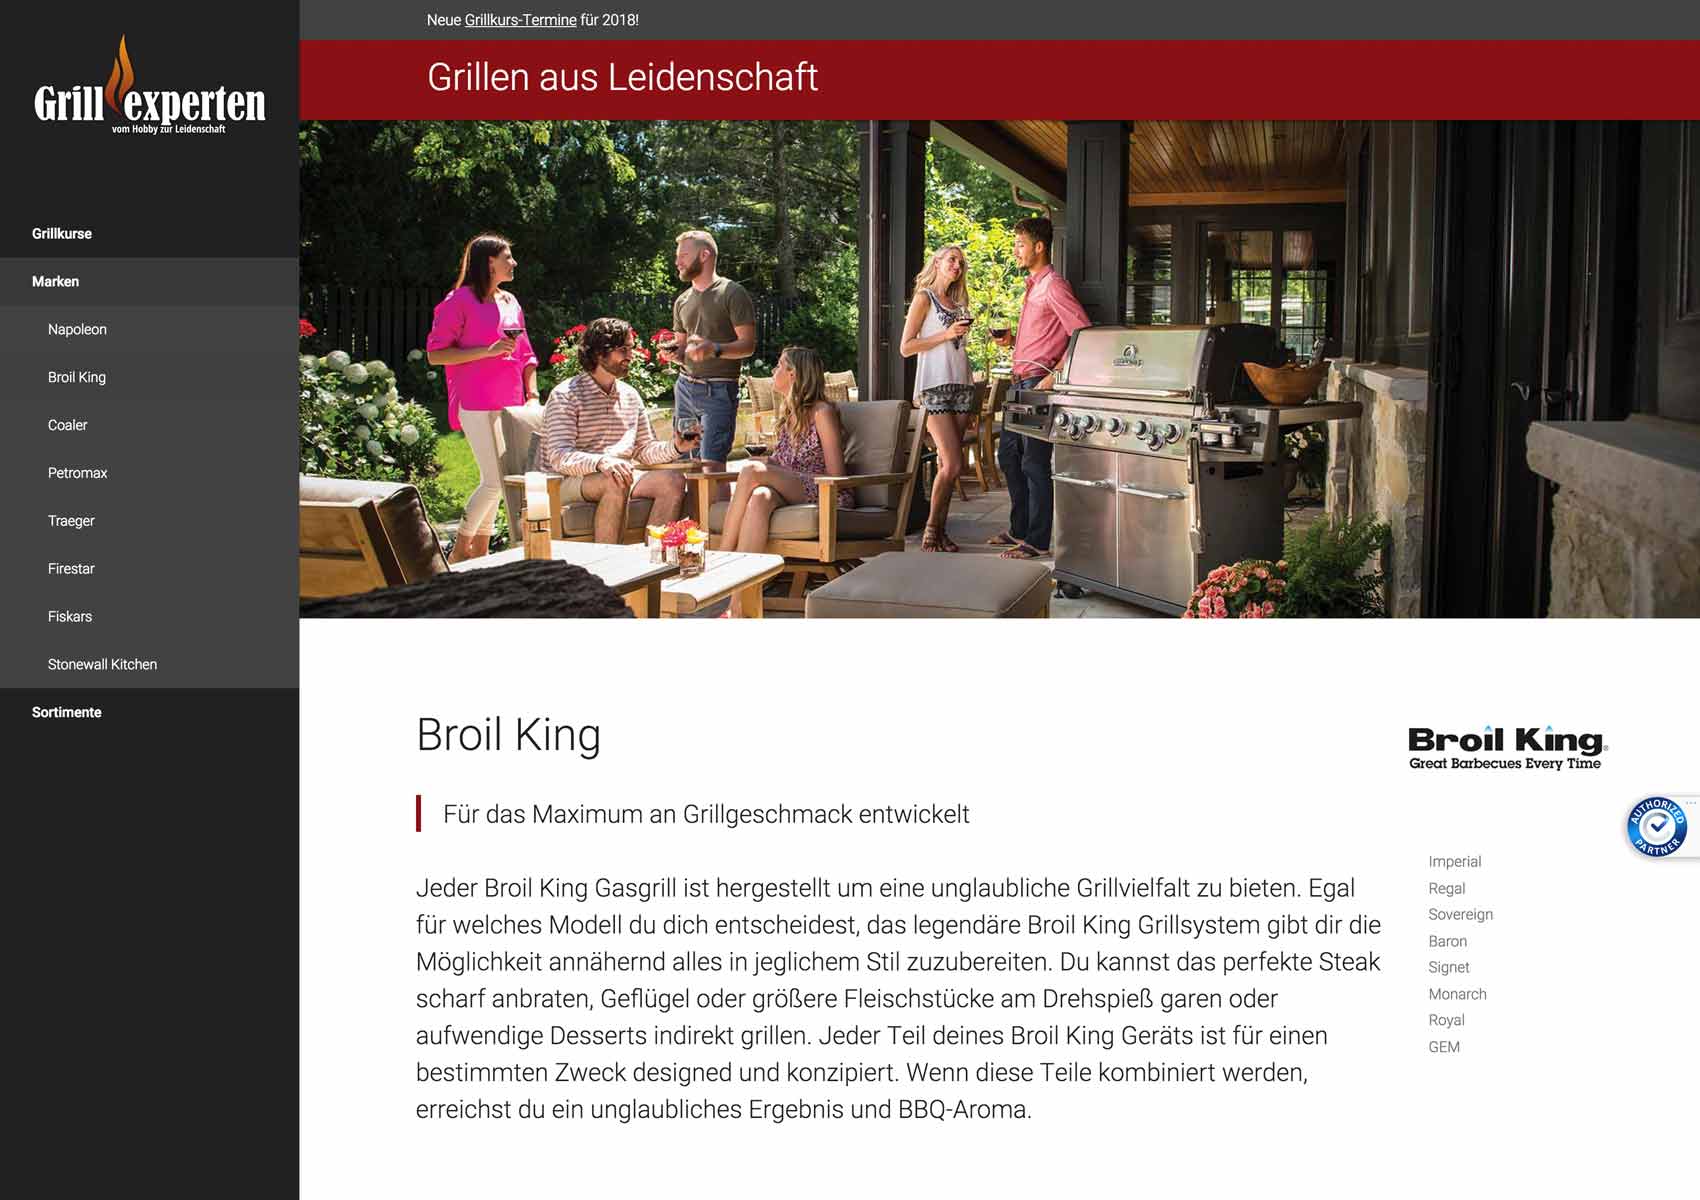 Neue Grillkurs-Termine für 2018!
Grillen aus Leidenschaft
Grill experten
vom Hobby zur Leidenschaft
Grillkurse
Marken
Napoleon
Broil King
Coaler
Petromax
Traeger
Firestar
Fiskars
Stonewall Kitchen
Sortimente
Broil King
Für das Maximum an Grillgeschmack entwickelt
Jeder Broil King Gasgrill ist hergestellt um eine unglaubliche Grillvielfalt zu bieten. Egal
für welches Modell du dich entscheidest, das legendäre Broil King Grillsystem gibt dir die
Möglichkeit annähernd alles in jeglichem Stil zuzubereiten. Du kannst das perfekte Steak
scharf anbraten, Geflügel oder größere Fleischstücke am Drehspieß garen oder
aufwendige Desserts indirekt grillen. Jeder Teil deines Broil King Geräts ist für einen
bestimmten Zweck designed und konzipiert. Wenn diese Teile kombiniert werden,
erreichst du ein unglaubliches Ergebnis und BBQ-Aroma.
Broil King®
Great Barbecues Every Time
AUTHORIZED
PARTNER
Imperial
Regal
Sovereign
Baron
Signet
Monarch
Royal
GEM